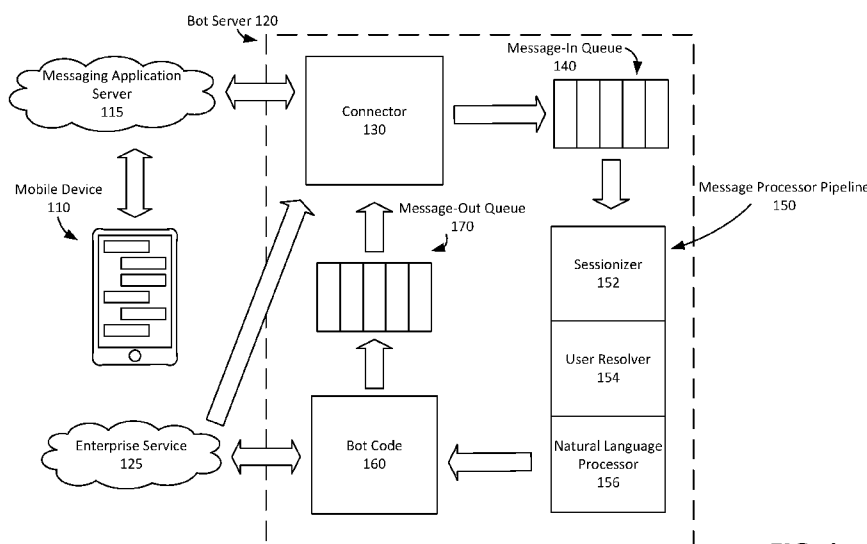 Bot Server 120
Message-In Queue
140
Messaging Application
Server
115
Connector
130
Mobile Device
110
Message-Out Queue
170
Message Processor Pipeline
150
Sessionizer
152
User Resolver
154
Enterprise Service
125
Bot Code
160
Natural Language
Processor
156